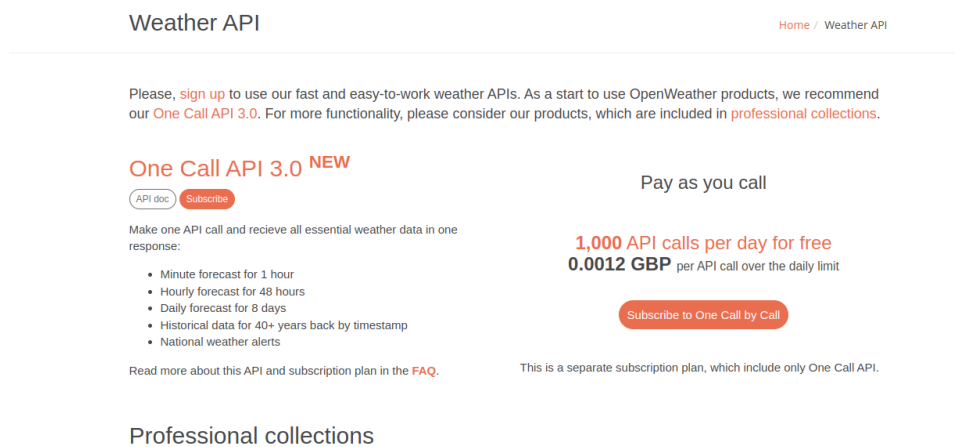 Weather API
Home / Weather API
Please, sign up to use our fast and easy-to-work weather APIs. As a start to use OpenWeather products, we recommend
our One Call API 3.0. For more functionality, please consider our products, which are included in professional collections.
One Call API 3.0 NEW
API doc Subscribe
Make one API call and recieve all essential weather data in one
response:
• Minute forecast for 1 hour
• Hourly forecast for 48 hours
• Daily forecast for 8 days
• Historical data for 40+ years back by timestamp
• National weather alerts
Read more about this API and subscription plan in the FAQ.
Pay as you call
1,000 API calls per day for free
0.0012 GBP per API call over the daily limit
Subscribe to One Call by Call
This is a separate subscription plan, which include only One Call API.
Professional collections